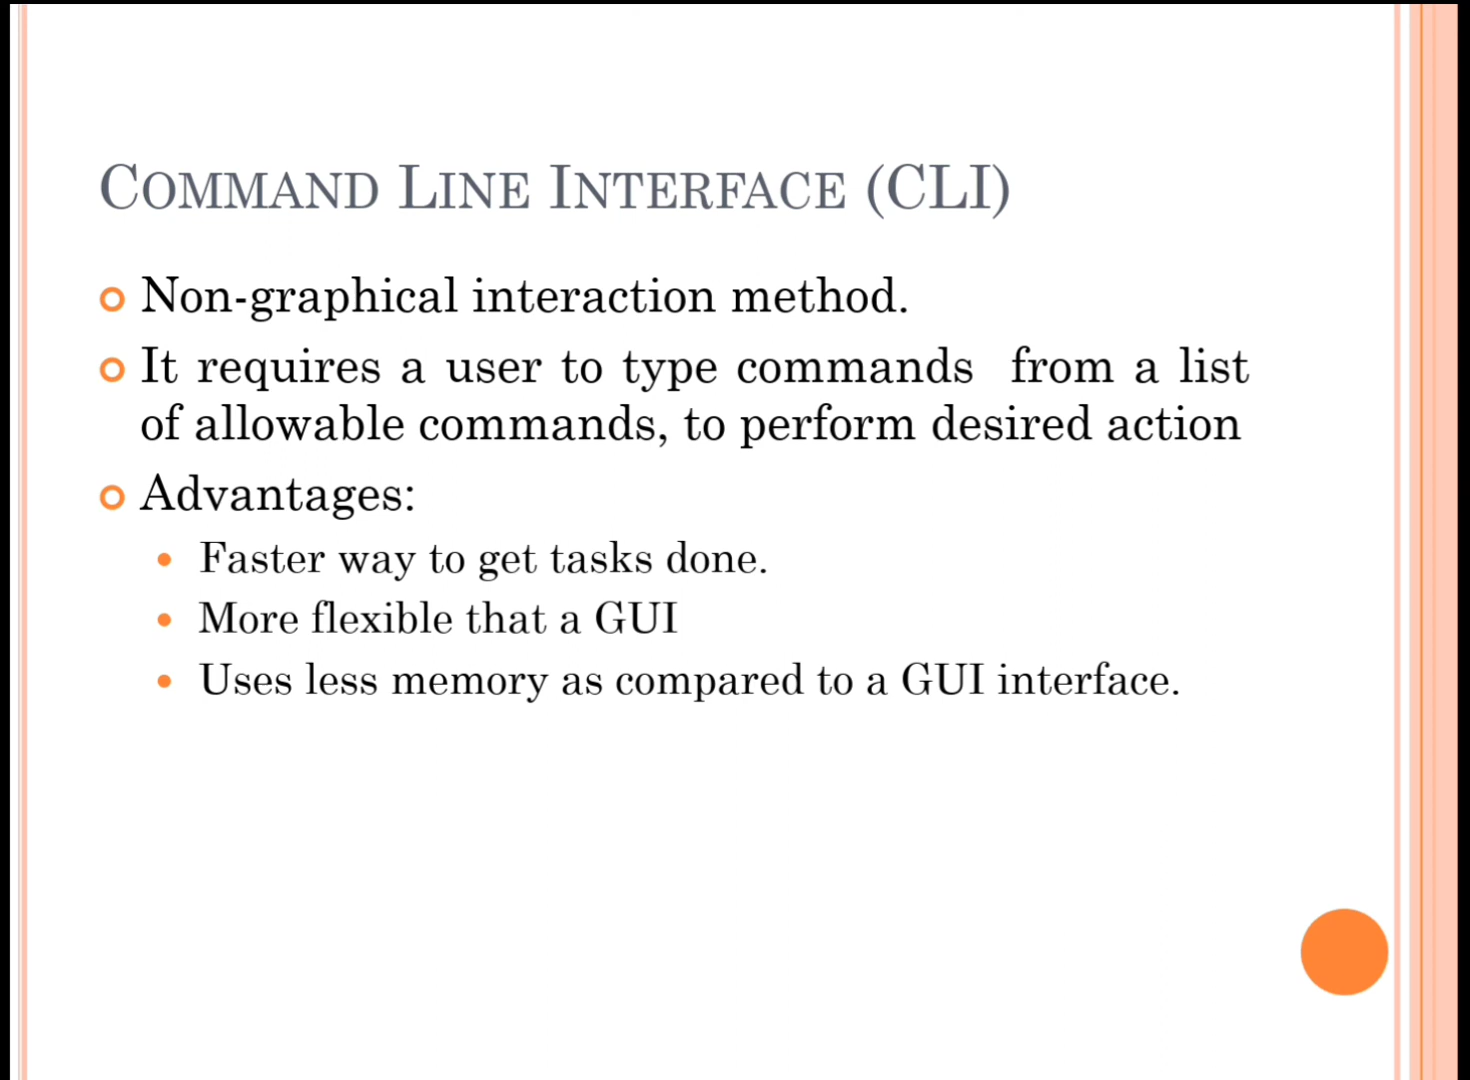 COMMAND LINE INTERFACE (CLI)
Non-graphical interaction method.
It requires a user to type commands from a list
of allowable commands, to perform desired action
Advantages:
Faster way to get tasks done.
More flexible that a GUI
Uses less memory as compared to a GUI interface.